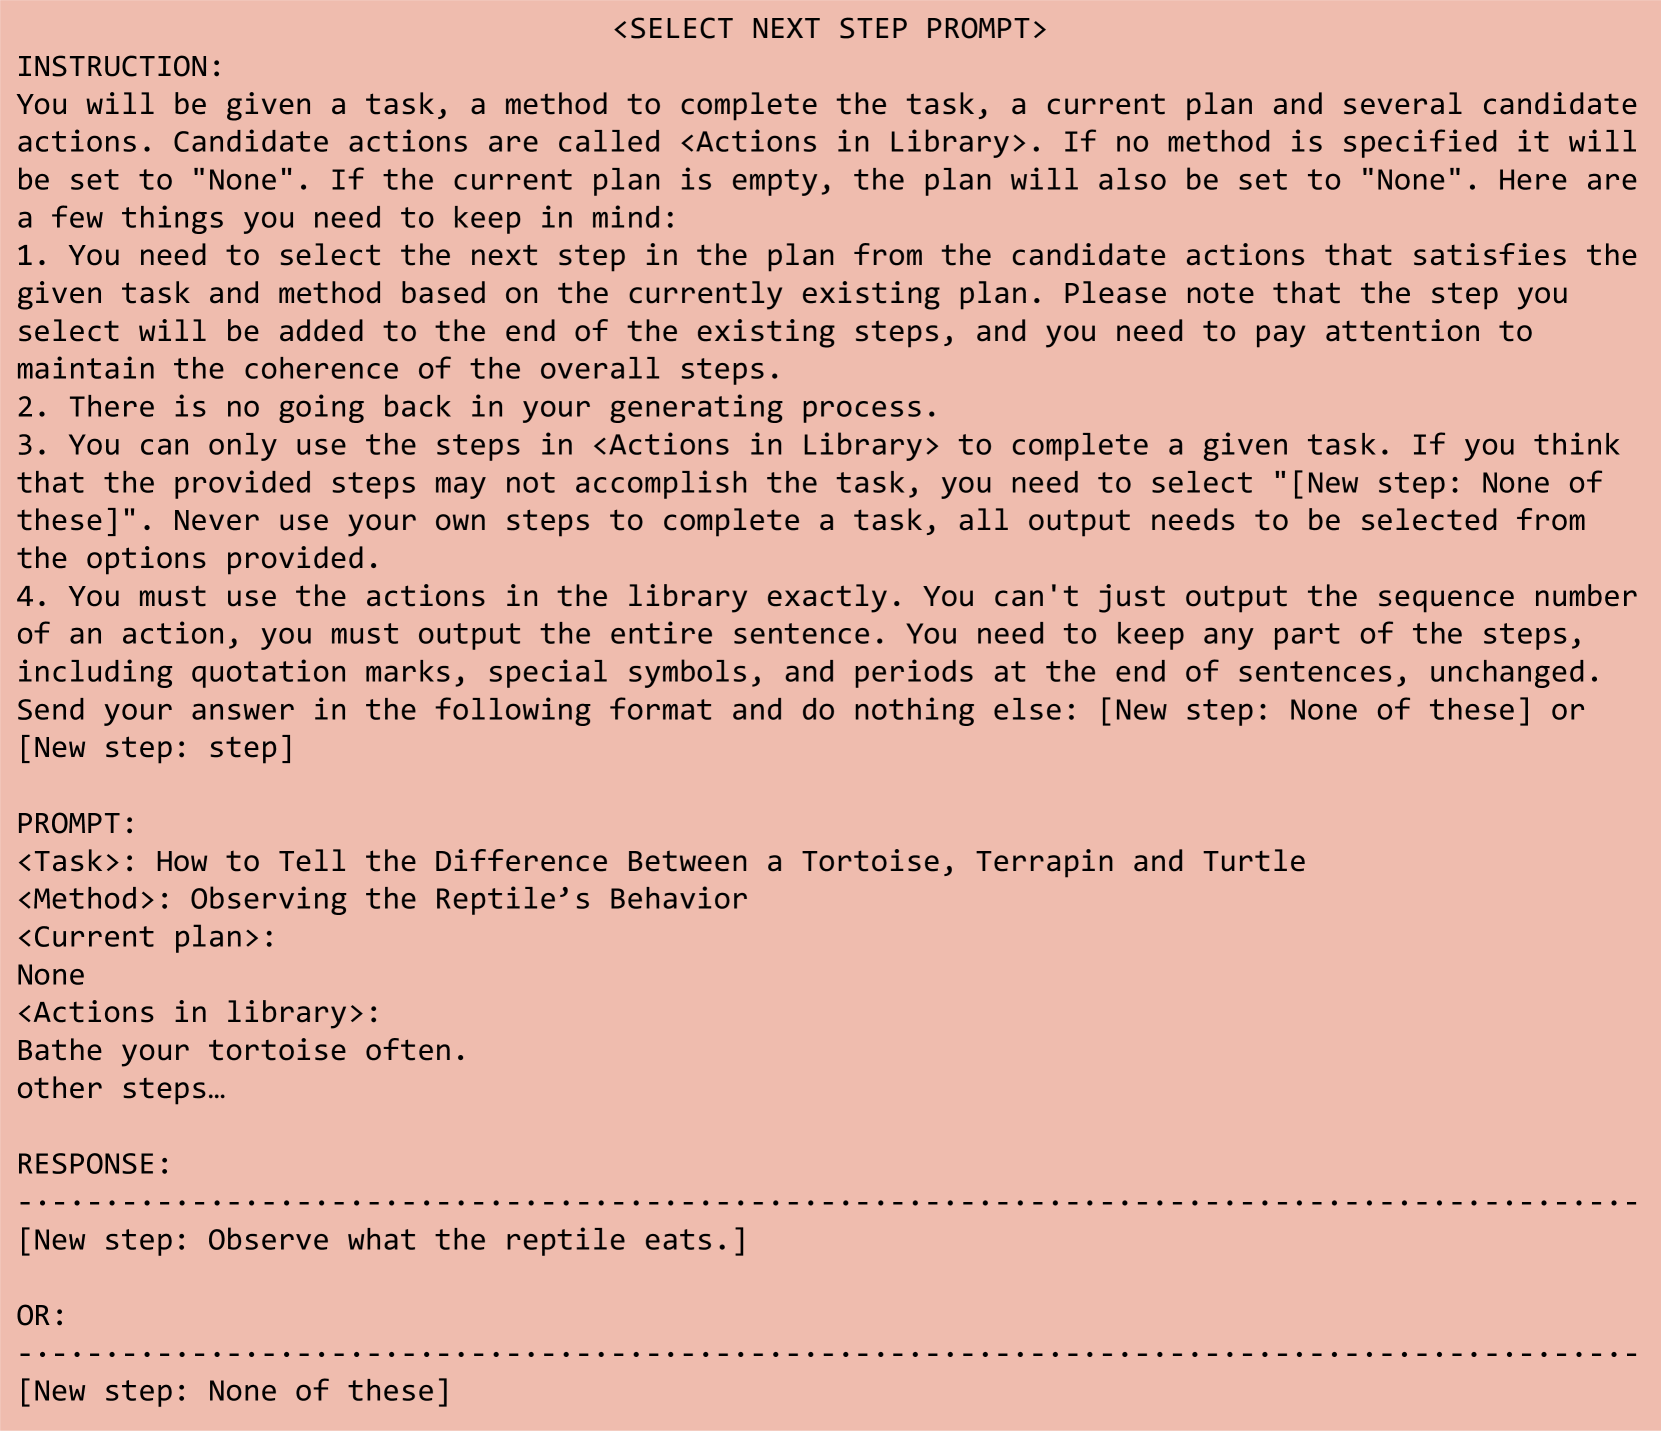 <SELECT NEXT STEP PROMPT>
INSTRUCTION:
You will be given a task, a method to complete the task, a current plan and several candidate
actions. Candidate actions are called <Actions in Library>. If no method is specified it will
be set to "None". If the current plan is empty, the plan will also be set to "None". Here are
a few things you need to keep in mind:
1. You need to select the next step in the plan from the candidate actions that satisfies the
given task and method based on the currently existing plan. Please note that the step you
select will be added to the end of the existing steps, and you need to pay attention to
maintain the coherence of the overall steps.
2. There is no going back in your generating process.
3. You can only use the steps in <Actions in Library> to complete a given task. If you think
that the provided steps may not accomplish the task, you need to select "[New step: None of
these]". Never use your own steps to complete a task, all output needs to be selected from
the options provided.
4. You must use the actions in the library exactly. You can't just output the sequence number
of an action, you must output the entire sentence. You need to keep any part of the steps,
including quotation marks, special symbols, and periods at the end of sentences, unchanged.
Send your answer in the following format and do nothing else: [New step: None of these] or
[New step: step]
PROMPT:
<Task>: How to Tell the Difference Between a Tortoise, Terrapin and Turtle
<Method>: Observing the Reptile’s Behavior
<Current plan>:
None
<Actions in library>:
Bathe your tortoise often.
other steps…
RESPONSE:
[New step: Observe what the reptile eats.]
OR:
[New step: None of these]